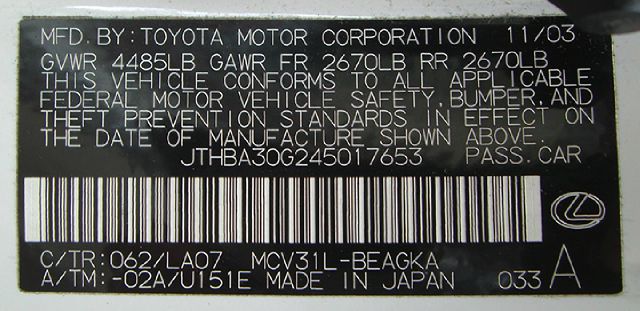 MFD. BY: TOYOTA MOTOR CORPORATION 11/03
GVWR 4485LB GAWR FR 2670LB RR 2670LB
THIS VEHICLE CONFORMS TO ALL APPLICABLE
FEDERAL MOTOR VEHICLE SAFETY, BUMPER, AND
THEFT PREVENTION STANDARDS IN EFFECT ON
THE DATE OF MANUFACTURE SHOWN ABOVE.
JTHBA30G245017653 PASS. CAR
C/TR: 062/LA07 MCV31L-BEAGKA
A/TM: -02A/U151E MADE IN JAPAN 033 A